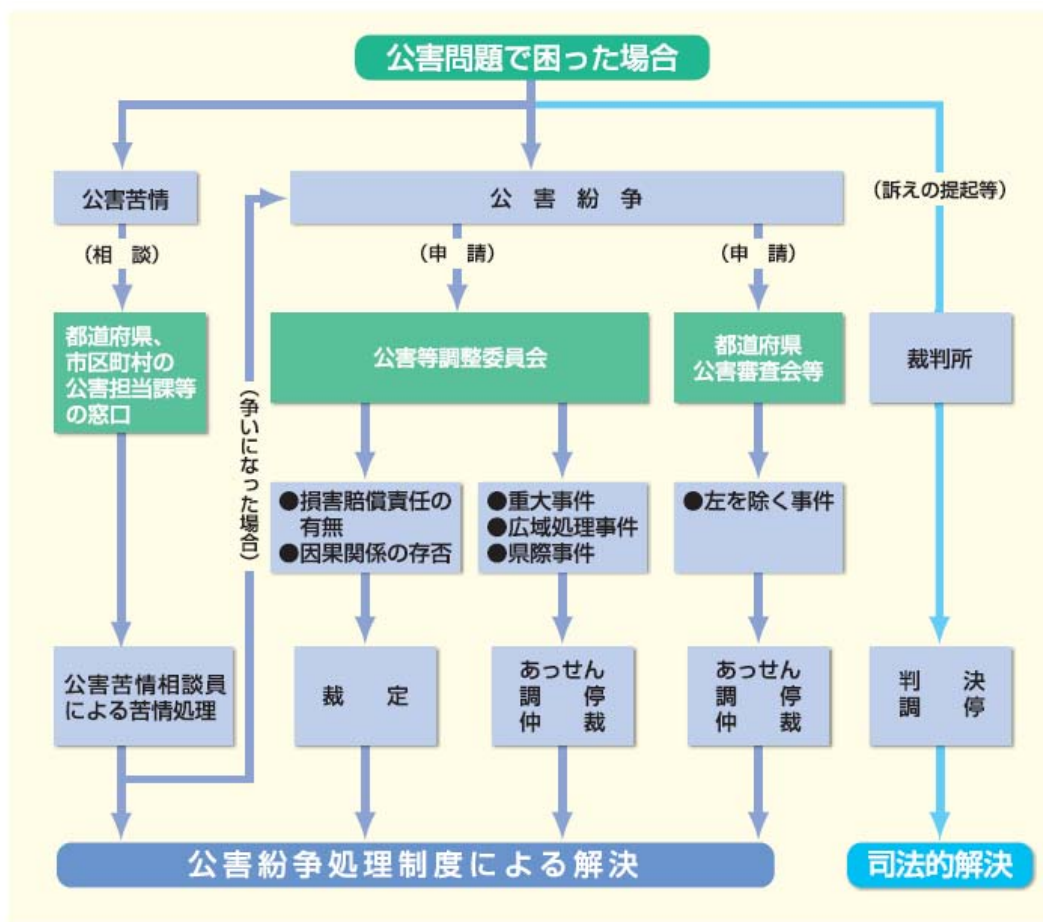 公害問題で困った場合
公害苦情
公害紛争
(訴えの提起等)
(相談)
(申請)
(申請)
都道府県、
市区町村の
公害担当課等
の窓口
(争いになった場合)
公害等調整委員会
都道府県
公害審査会等
裁判所
●損害賠償責任の
有無
●因果関係の存否
●重大事件
●広域処理事件
●県際事件
●左を除く事件
公害苦情相談員
による苦情処理
裁定
あっせん
調停
仲裁
あっせん
調停
仲裁
判決
調停
公害紛争処理制度による解決
司法的解決